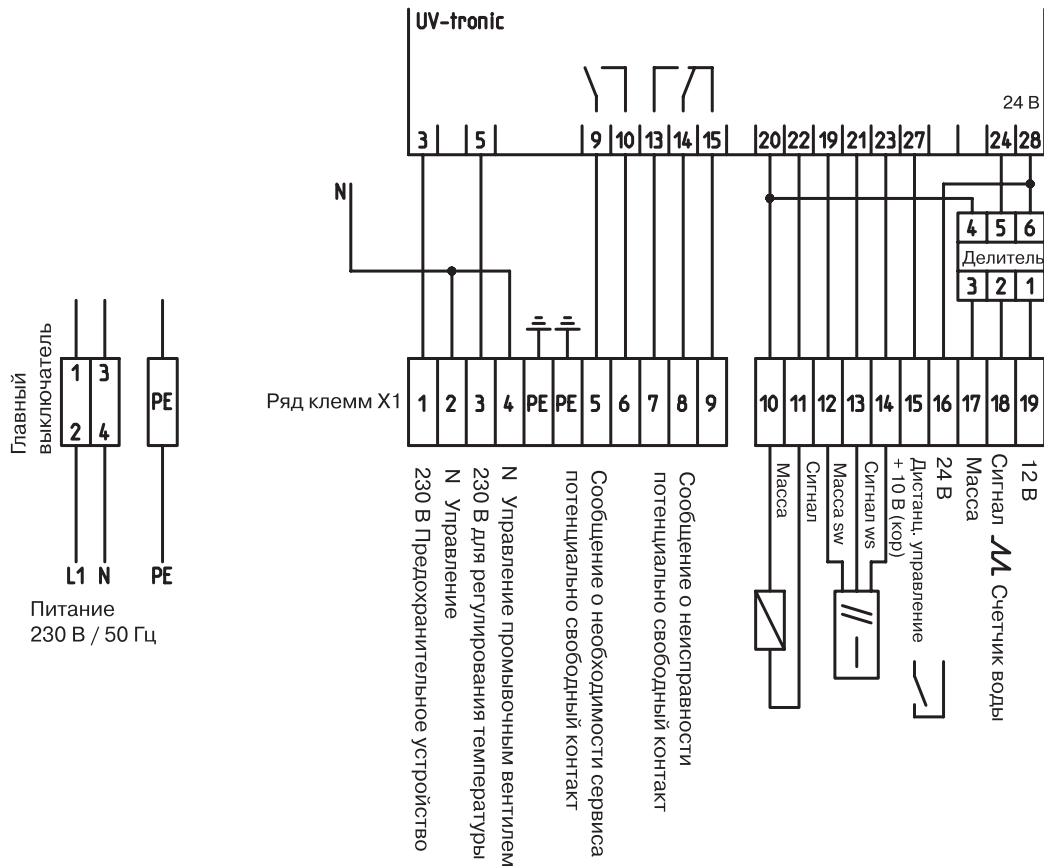 UV-tronic
24 В
3 5 9 10 13 14 15 20 22 19 21 23 27 24 28
N
4 5 6
Делитель
3 2 1
Главный
выключатель
1 3
2 4
PE
L1 N PE
Питание
230 В / 50 Гц
Ряд клемм X1
1 2 3 4 PE PE 5 6 7 8 9 10 11 12 13 14 15 16 17 18 19
230 В Предохранительное устройство
N Управление
230 В для регулирования температуры
N Управление промывочным вентилем
Сообщение о необходимости сервиса
потенциально свободный контакт
Сообщение о неисправности
потенциально свободный контакт
Масса
Сигнал
Масса sw
Сигнал ws
+ 10 В (кор)
Дистанц. управление
24 В
Масса
Сигнал Счетчик воды
12 В